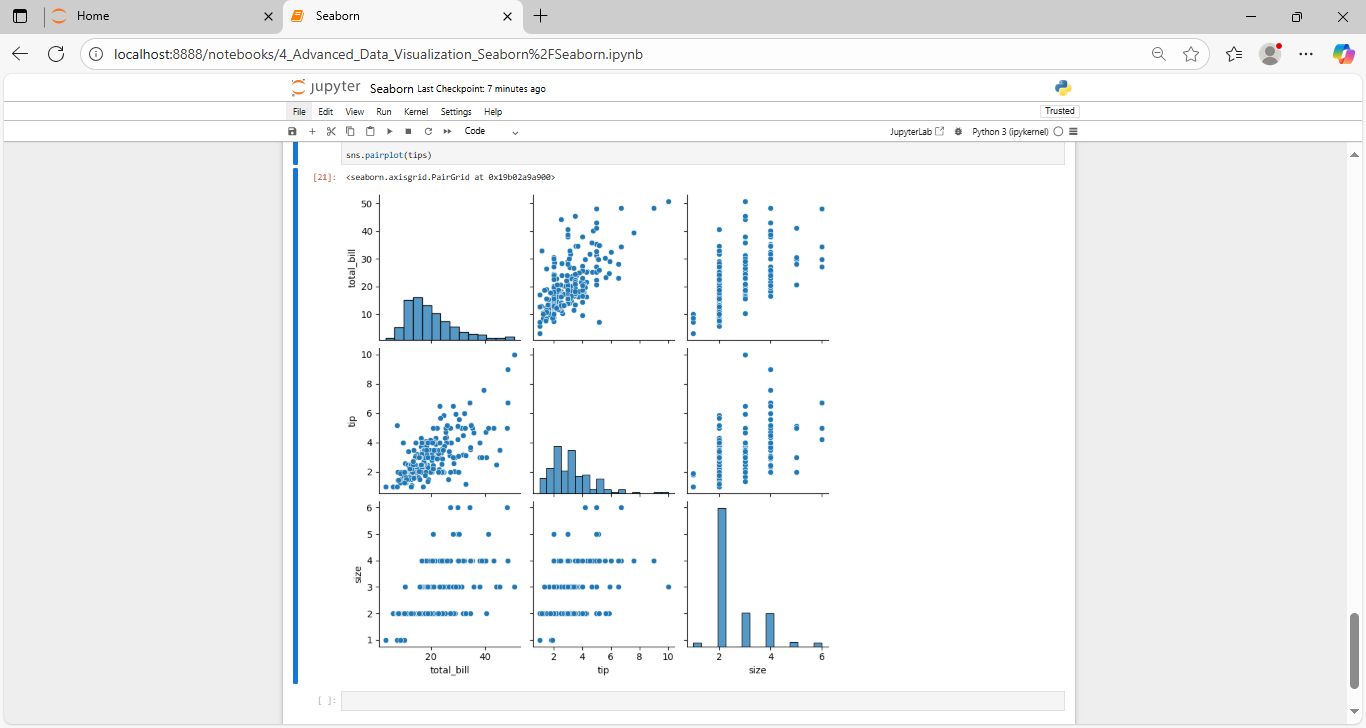 Home
Seaborn
localhost:8888/notebooks/4_Advanced_Data_Visualization_Seaborn%2FSeaborn.ipynb
jupyter Seaborn Last Checkpoint: 7 minutes ago
File Edit View Run Kernel Settings Help
Trusted
Code
JupyterLab
Python 3 (ipykernel)
sns.pairplot(tips)
[21]: <seaborn.axisgrid.PairGrid at 0x19b02a9a900>
50
40
30
20
10
total_bill
10
8
6
4
2
tip
6
5
4
3
2
1
size
20 40
total_bill
2 4 6 8 10
tip
2 4 6
size
[ ]: